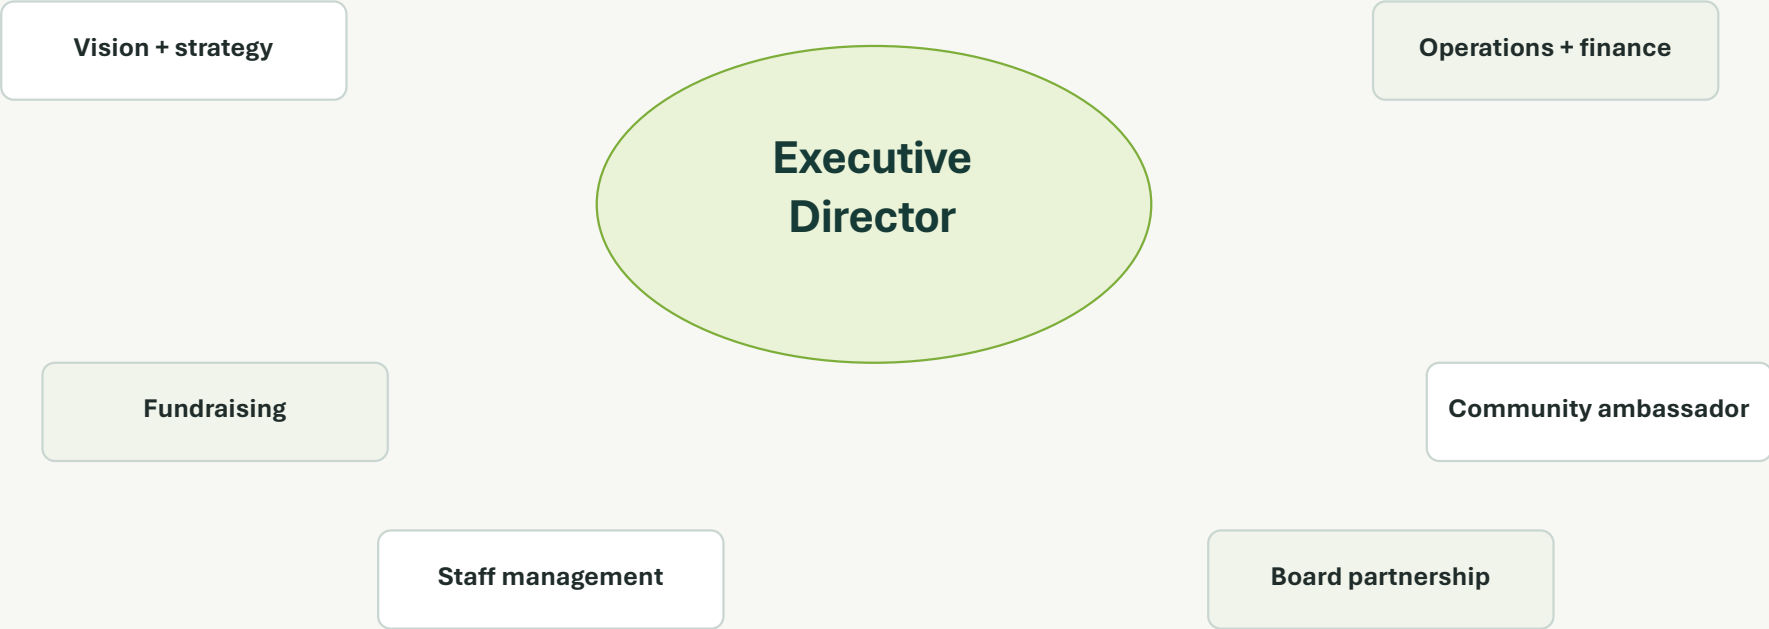 Vision + strategy
Operations + finance
Executive
Director
Fundraising
Community ambassador
Staff management
Board partnership